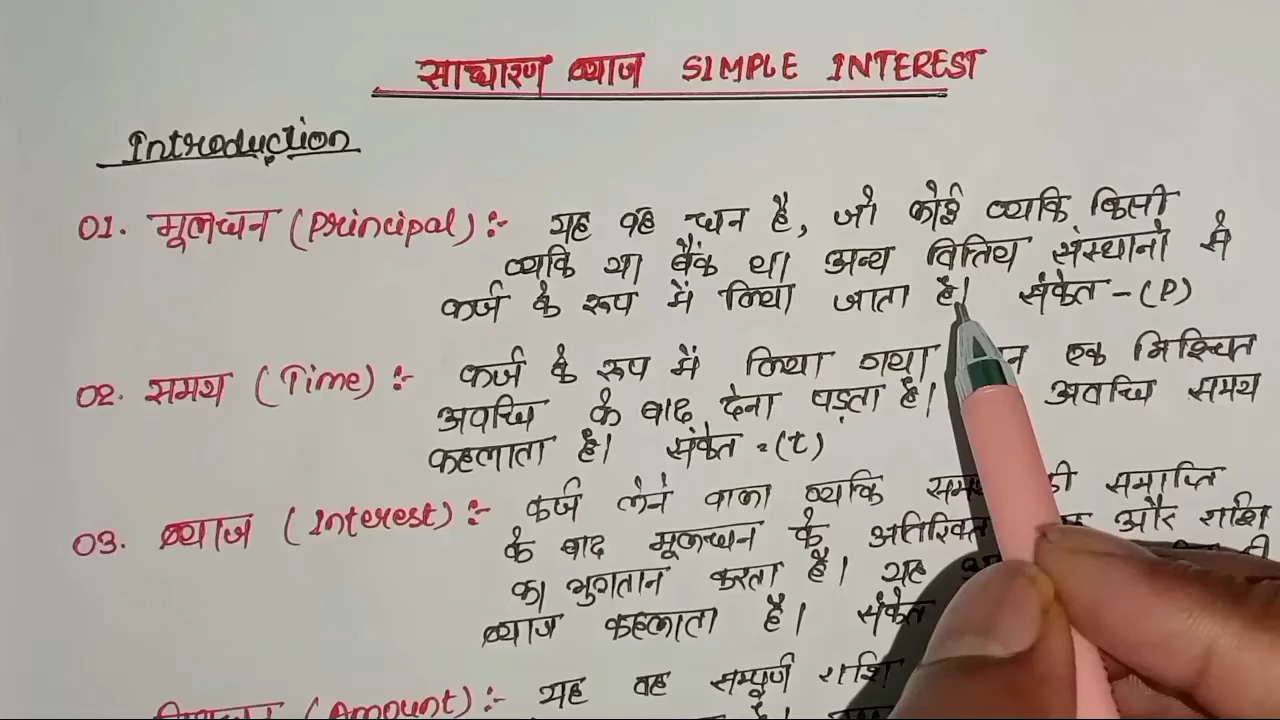 साधारण ब्याज SIMPLE INTEREST
Introduction
01. मूलधन (Principal) :- यह वह धन है, जो कोई व्यक्ति किसी
व्यक्ति या बैंक या अन्य वित्तिय संस्थानों से
कर्ज के रूप में लिया जाता है। संकेत - (P)
02. समय (Time) :- कर्ज के रूप में लिया गया एक निश्चित
अवधि के बाद देना पड़ता है। अवधि समय
कहलाता है। संकेत = (t)
03. ब्याज (Interest) :- कर्ज लेने वाला व्यक्ति की समाप्ति
के बाद मूलधन के अतिरिक्त और राशि
का भुगतान करता है। यह
ब्याज कहलाता है। संकेत
(Amount) :- यह वह सम्पूर्ण राशि